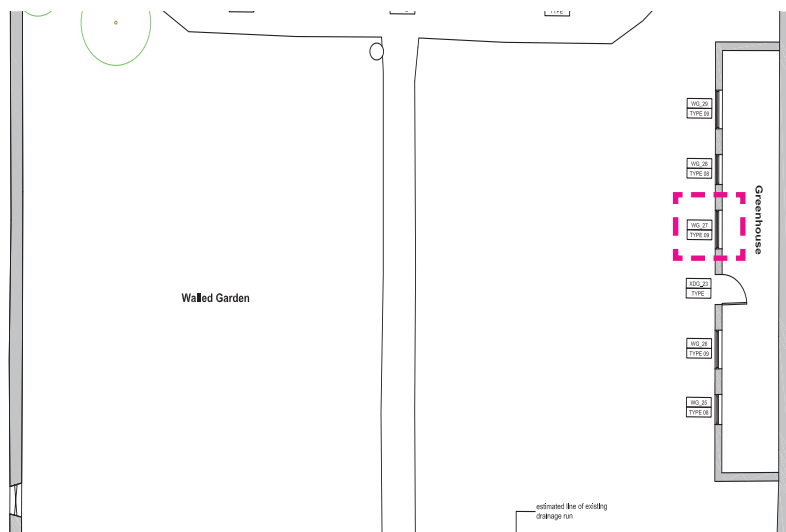 TYPE
WG_29
TYPE 09
WG_28
TYPE 08
Greenhouse
WG_27
TYPE 09
XDG_23
TYPE
Walled Garden
WG_26
TYPE 09
WG_25
TYPE 08
estimated line of existing
drainage run